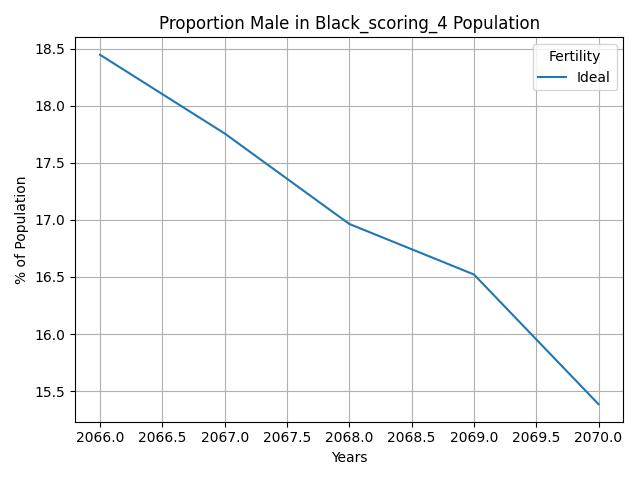 Proportion Male in Black_scoring_4 Population
Fertility
Ideal
% of Population
18.5
18.0
17.5
17.0
16.5
16.0
15.5
2066.0 2066.5 2067.0 2067.5 2068.0 2068.5 2069.0 2069.5 2070.0
Years